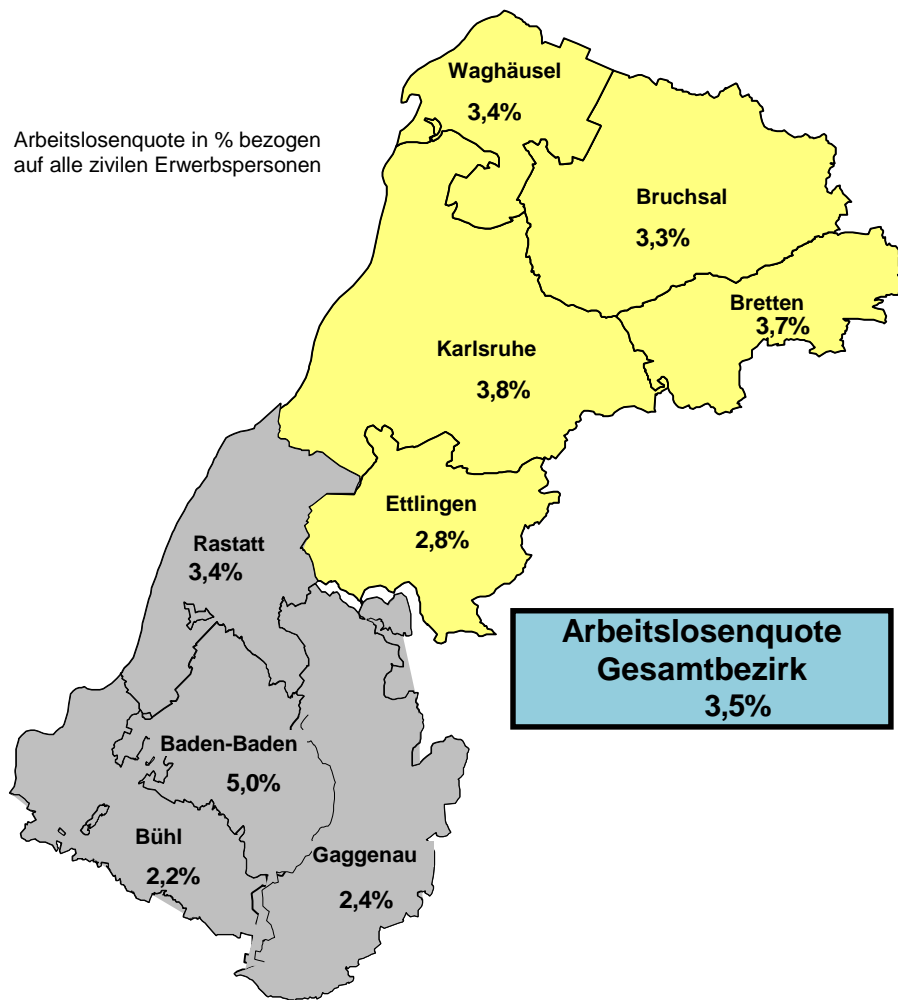 Waghäusel
3,4%
Arbeitslosenquote in % bezogen
auf alle zivilen Erwerbspersonen
Bruchsal
3,3%
Bretten
3,7%
Karlsruhe
3,8%
Ettlingen
2,8%
Rastatt
3,4%
Arbeitslosenquote
Gesamtbezirk
3,5%
Baden-Baden
5,0%
Bühl
2,2%
Gaggenau
2,4%